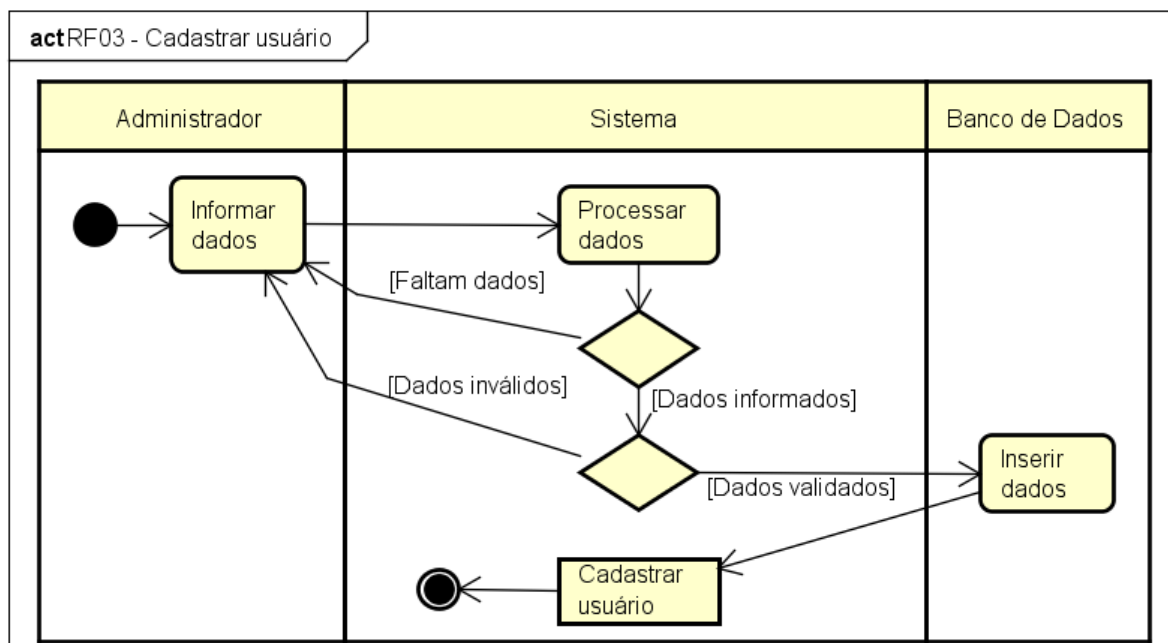 act RF03 - Cadastrar usuário
Administrador
Sistema
Banco de Dados
Informar
dados
Processar
dados
[Faltam dados]
[Dados inválidos]
[Dados informados]
[Dados validados]
Inserir
dados
Cadastrar
usuário